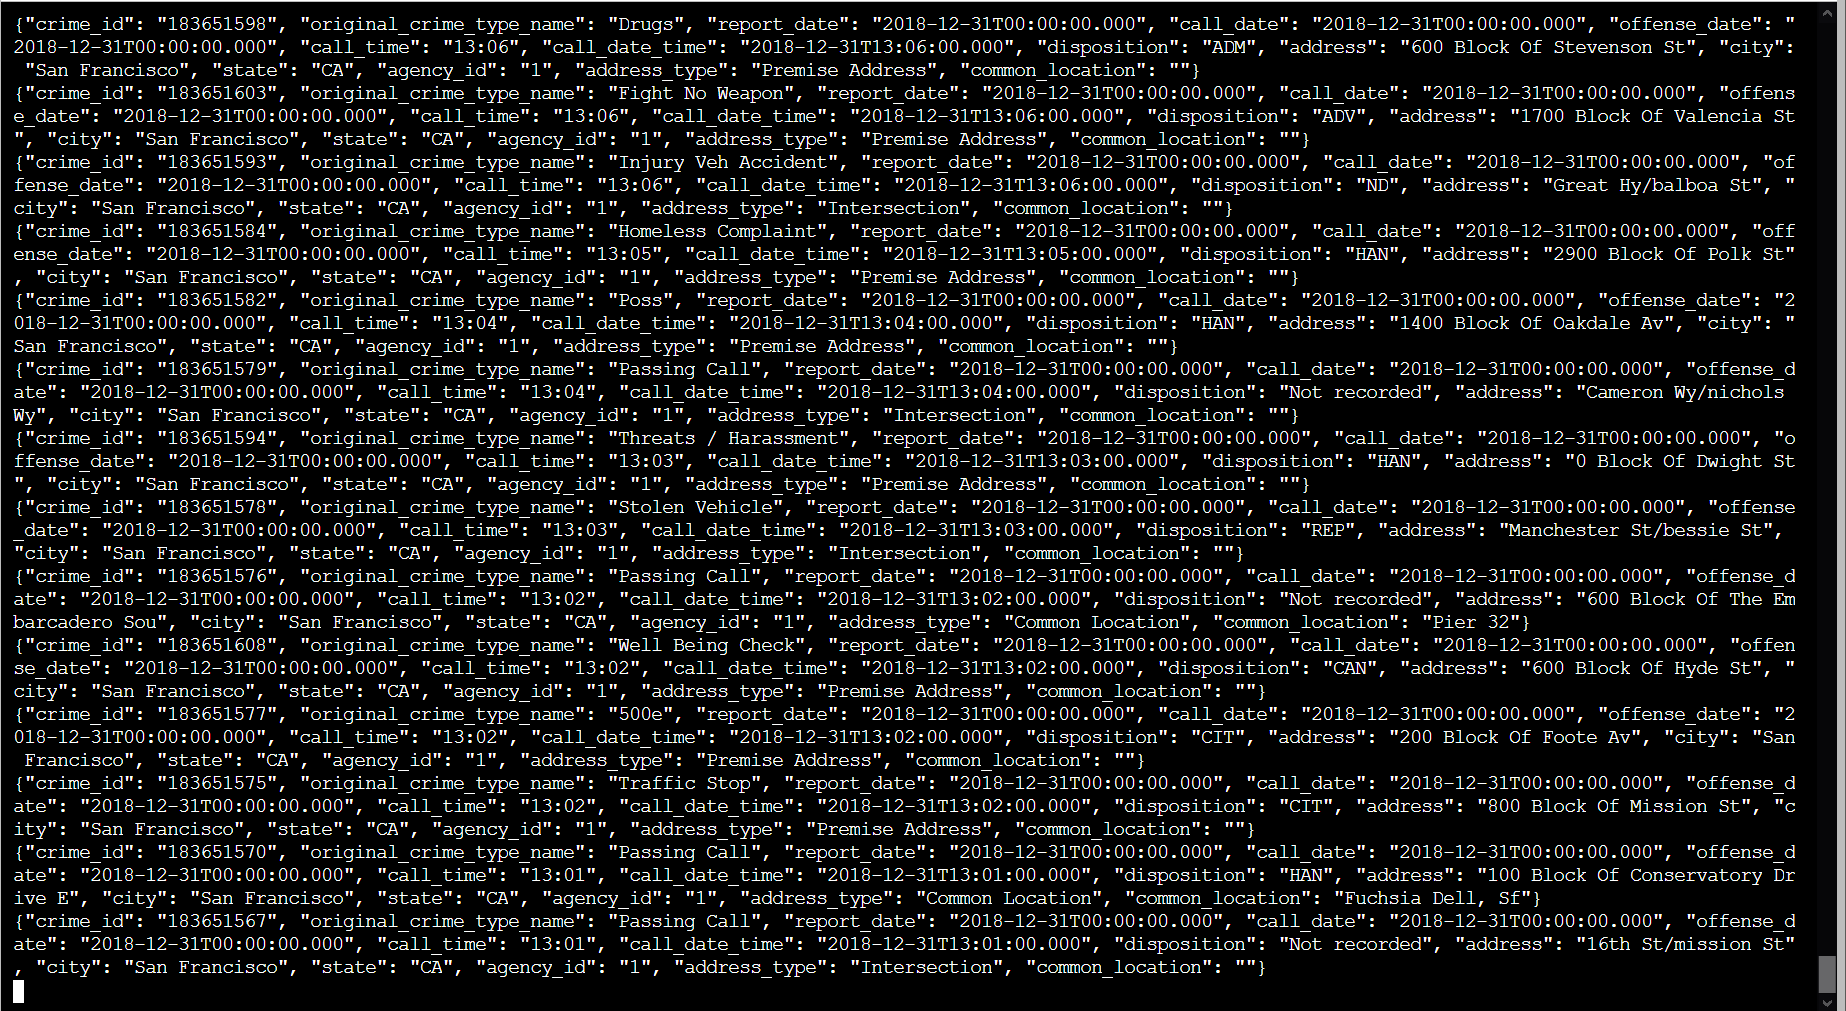 {"crime_id": "183651598", "original_crime_type_name": "Drugs", "report_date": "2018-12-31T00:00:00.000", "call_date": "2018-12-31T00:00:00.000", "offense_date": "
2018-12-31T00:00:00.000", "call_time": "13:06", "call_date_time": "2018-12-31T13:06:00.000", "disposition": "ADM", "address": "600 Block Of Stevenson St", "city":
 "San Francisco", "state": "CA", "agency_id": "1", "address_type": "Premise Address", "common_location": ""}
{"crime_id": "183651603", "original_crime_type_name": "Fight No Weapon", "report_date": "2018-12-31T00:00:00.000", "call_date": "2018-12-31T00:00:00.000", "offens
e_date": "2018-12-31T00:00:00.000", "call_time": "13:06", "call_date_time": "2018-12-31T13:06:00.000", "disposition": "ADV", "address": "1700 Block Of Valencia St
", "city": "San Francisco", "state": "CA", "agency_id": "1", "address_type": "Premise Address", "common_location": ""}
{"crime_id": "183651593", "original_crime_type_name": "Injury Veh Accident", "report_date": "2018-12-31T00:00:00.000", "call_date": "2018-12-31T00:00:00.000", "of
fense_date": "2018-12-31T00:00:00.000", "call_time": "13:06", "call_date_time": "2018-12-31T13:06:00.000", "disposition": "ND", "address": "Great Hy/balboa St", "
city": "San Francisco", "state": "CA", "agency_id": "1", "address_type": "Intersection", "common_location": ""}
{"crime_id": "183651584", "original_crime_type_name": "Homeless Complaint", "report_date": "2018-12-31T00:00:00.000", "call_date": "2018-12-31T00:00:00.000", "off
ense_date": "2018-12-31T00:00:00.000", "call_time": "13:05", "call_date_time": "2018-12-31T13:05:00.000", "disposition": "HAN", "address": "2900 Block Of Polk St"
, "city": "San Francisco", "state": "CA", "agency_id": "1", "address_type": "Premise Address", "common_location": ""}
{"crime_id": "183651582", "original_crime_type_name": "Poss", "report_date": "2018-12-31T00:00:00.000", "call_date": "2018-12-31T00:00:00.000", "offense_date": "2
018-12-31T00:00:00.000", "call_time": "13:04", "call_date_time": "2018-12-31T13:04:00.000", "disposition": "HAN", "address": "1400 Block Of Oakdale Av", "city": "
San Francisco", "state": "CA", "agency_id": "1", "address_type": "Premise Address", "common_location": ""}
{"crime_id": "183651579", "original_crime_type_name": "Passing Call", "report_date": "2018-12-31T00:00:00.000", "call_date": "2018-12-31T00:00:00.000", "offense_d
ate": "2018-12-31T00:00:00.000", "call_time": "13:04", "call_date_time": "2018-12-31T13:04:00.000", "disposition": "Not recorded", "address": "Cameron Wy/nichols 
Wy", "city": "San Francisco", "state": "CA", "agency_id": "1", "address_type": "Intersection", "common_location": ""}
{"crime_id": "183651594", "original_crime_type_name": "Threats / Harassment", "report_date": "2018-12-31T00:00:00.000", "call_date": "2018-12-31T00:00:00.000", "o
ffense_date": "2018-12-31T00:00:00.000", "call_time": "13:03", "call_date_time": "2018-12-31T13:03:00.000", "disposition": "HAN", "address": "0 Block Of Dwight St
", "city": "San Francisco", "state": "CA", "agency_id": "1", "address_type": "Premise Address", "common_location": ""}
{"crime_id": "183651578", "original_crime_type_name": "Stolen Vehicle", "report_date": "2018-12-31T00:00:00.000", "call_date": "2018-12-31T00:00:00.000", "offense
_date": "2018-12-31T00:00:00.000", "call_time": "13:03", "call_date_time": "2018-12-31T13:03:00.000", "disposition": "REP", "address": "Manchester St/bessie St", 
"city": "San Francisco", "state": "CA", "agency_id": "1", "address_type": "Intersection", "common_location": ""}
{"crime_id": "183651576", "original_crime_type_name": "Passing Call", "report_date": "2018-12-31T00:00:00.000", "call_date": "2018-12-31T00:00:00.000", "offense_d
ate": "2018-12-31T00:00:00.000", "call_time": "13:02", "call_date_time": "2018-12-31T13:02:00.000", "disposition": "Not recorded", "address": "600 Block Of The Em
barcadero Sou", "city": "San Francisco", "state": "CA", "agency_id": "1", "address_type": "Common Location", "common_location": "Pier 32"}
{"crime_id": "183651608", "original_crime_type_name": "Well Being Check", "report_date": "2018-12-31T00:00:00.000", "call_date": "2018-12-31T00:00:00.000", "offen
se_date": "2018-12-31T00:00:00.000", "call_time": "13:02", "call_date_time": "2018-12-31T13:02:00.000", "disposition": "CAN", "address": "600 Block Of Hyde St", "
city": "San Francisco", "state": "CA", "agency_id": "1", "address_type": "Premise Address", "common_location": ""}
{"crime_id": "183651577", "original_crime_type_name": "500e", "report_date": "2018-12-31T00:00:00.000", "call_date": "2018-12-31T00:00:00.000", "offense_date": "2
018-12-31T00:00:00.000", "call_time": "13:02", "call_date_time": "2018-12-31T13:02:00.000", "disposition": "CIT", "address": "200 Block Of Foote Av", "city": "San
 Francisco", "state": "CA", "agency_id": "1", "address_type": "Premise Address", "common_location": ""}
{"crime_id": "183651575", "original_crime_type_name": "Traffic Stop", "report_date": "2018-12-31T00:00:00.000", "call_date": "2018-12-31T00:00:00.000", "offense_d
ate": "2018-12-31T00:00:00.000", "call_time": "13:02", "call_date_time": "2018-12-31T13:02:00.000", "disposition": "CIT", "address": "800 Block Of Mission St", "c
ity": "San Francisco", "state": "CA", "agency_id": "1", "address_type": "Premise Address", "common_location": ""}
{"crime_id": "183651570", "original_crime_type_name": "Passing Call", "report_date": "2018-12-31T00:00:00.000", "call_date": "2018-12-31T00:00:00.000", "offense_d
ate": "2018-12-31T00:00:00.000", "call_time": "13:01", "call_date_time": "2018-12-31T13:01:00.000", "disposition": "HAN", "address": "100 Block Of Conservatory Dr
ive E", "city": "San Francisco", "state": "CA", "agency_id": "1", "address_type": "Common Location", "common_location": "Fuchsia Dell, Sf"}
{"crime_id": "183651567", "original_crime_type_name": "Passing Call", "report_date": "2018-12-31T00:00:00.000", "call_date": "2018-12-31T00:00:00.000", "offense_d
ate": "2018-12-31T00:00:00.000", "call_time": "13:01", "call_date_time": "2018-12-31T13:01:00.000", "disposition": "Not recorded", "address": "16th St/mission St"
, "city": "San Francisco", "state": "CA", "agency_id": "1", "address_type": "Intersection", "common_location": ""}